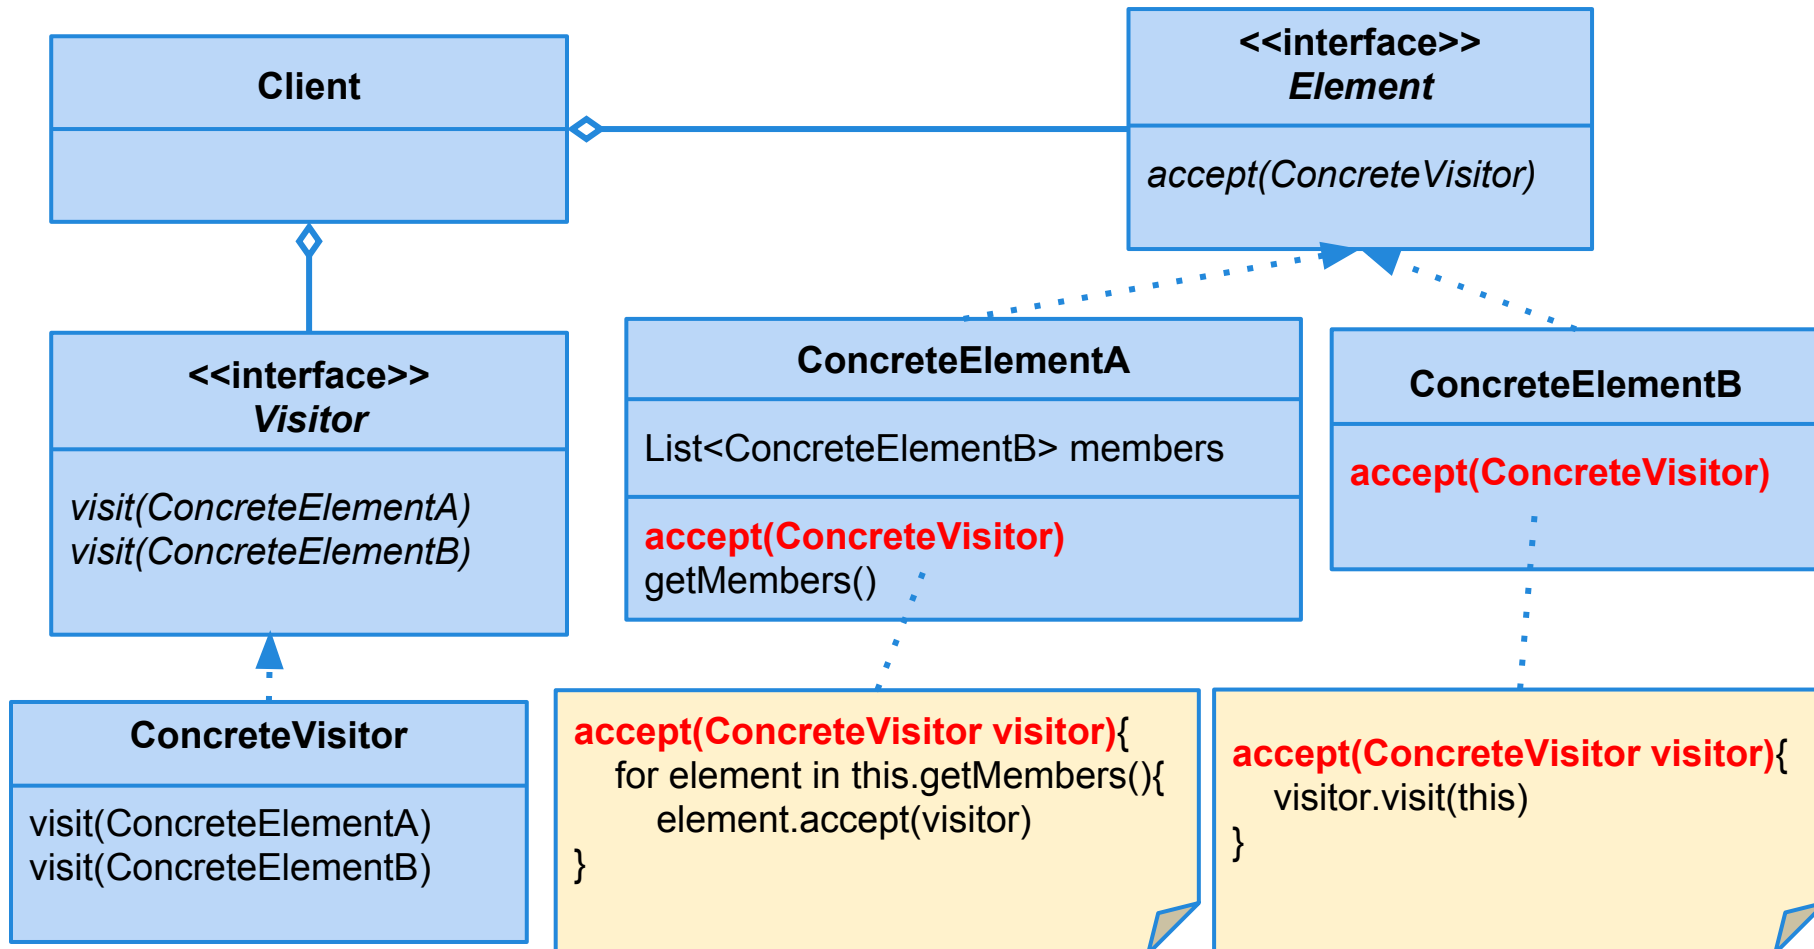 Client
<<interface>>
Element
accept(ConcreteVisitor)
<<interface>>
Visitor
visit(ConcreteElementA)
visit(ConcreteElementB)
ConcreteElementA
List<ConcreteElementB> members
accept(ConcreteVisitor)
getMembers()
ConcreteElementB
accept(ConcreteVisitor)
ConcreteVisitor
visit(ConcreteElementA)
visit(ConcreteElementB)
accept(ConcreteVisitor visitor){
for element in this.getMembers(){
element.accept(visitor)
}
accept(ConcreteVisitor visitor){
visitor.visit(this)
}